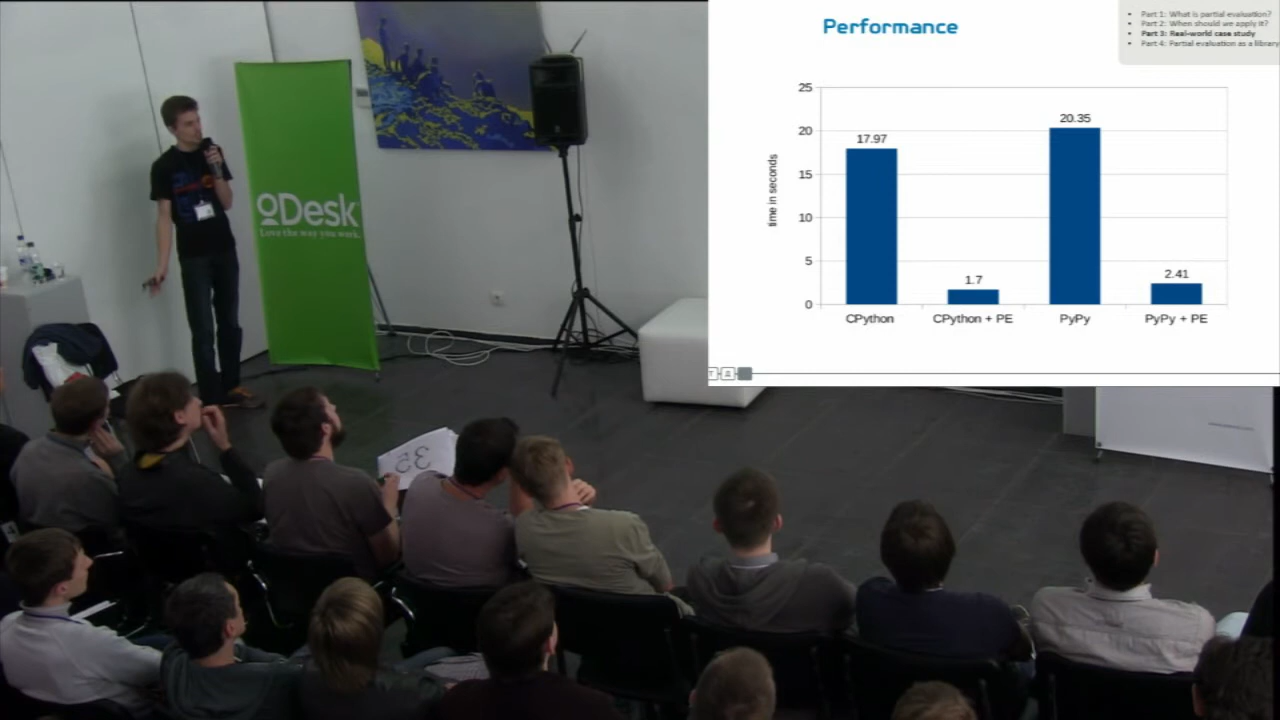 Performance
• Part 1: What is partial evaluation?
• Part 2: When should we apply it?
• Part 3: Real-world case study
• Part 4: Partial evaluation as a library
25
20
15
10
5
0
time in seconds
17.97
1.7
20.35
2.41
CPython
CPython + PE
PyPy
PyPy + PE
oDesk
Love the way you work.
35